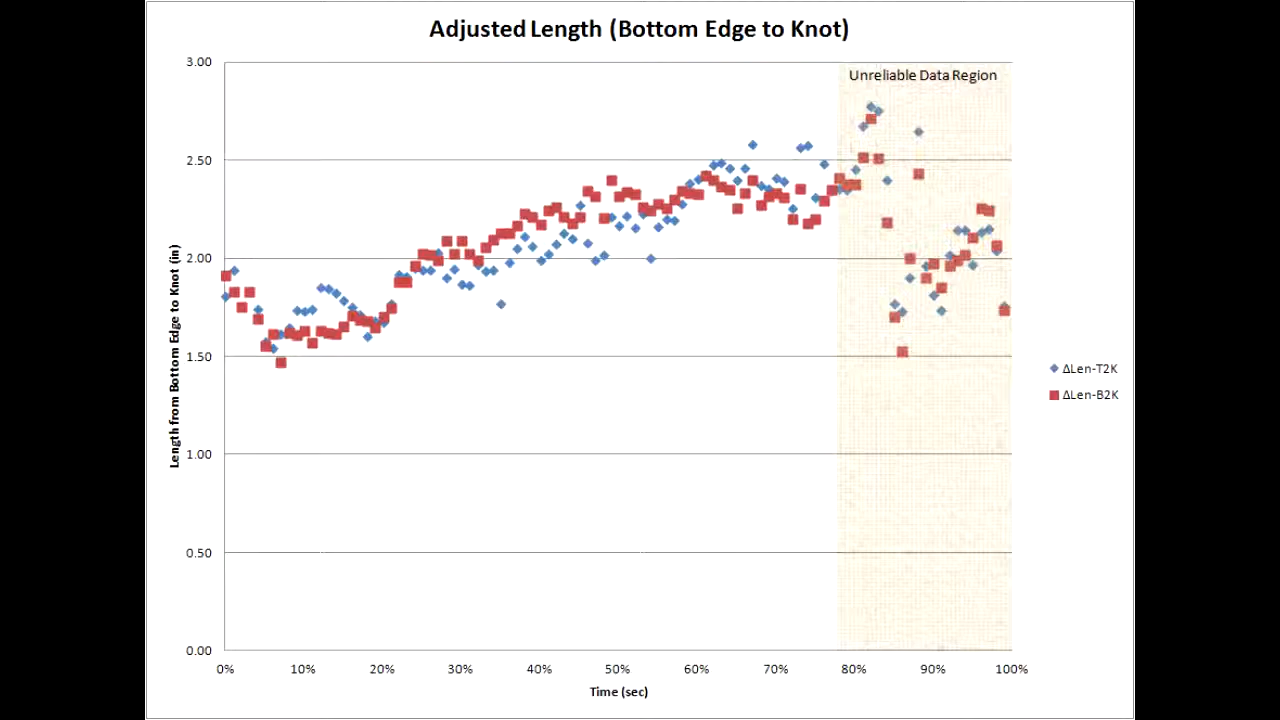 Adjusted Length (Bottom Edge to Knot)
3.00
Unreliable Data Region
2.50
2.00
1.50
1.00
0.50
0.00
Length from Bottom Edge to Knot (in)
ΔLen-T2K
ΔLen-B2K
0% 10% 20% 30% 40% 50% 60% 70% 80% 90% 100%
Time (sec)